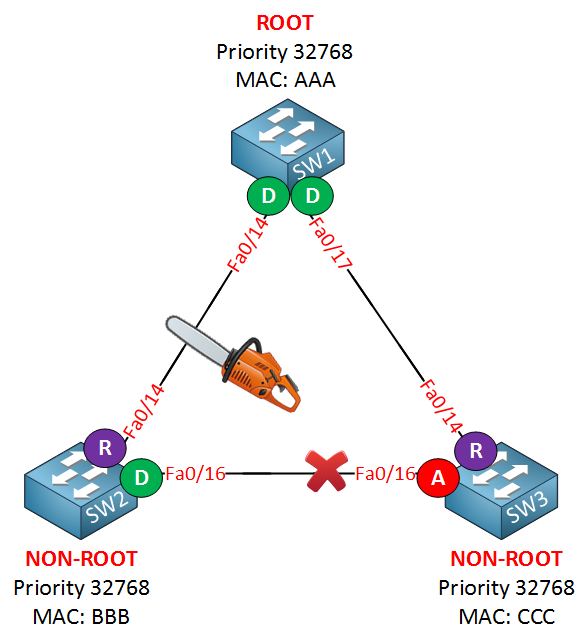 ROOT
Priority 32768
MAC: AAA
SW1
D D
Fa0/14 Fa0/17
Fa0/14 Fa0/14
R R
D Fa0/16 Fa0/16 A
SW2 SW3
NON-ROOT NON-ROOT
Priority 32768 Priority 32768
MAC: BBB MAC: CCC